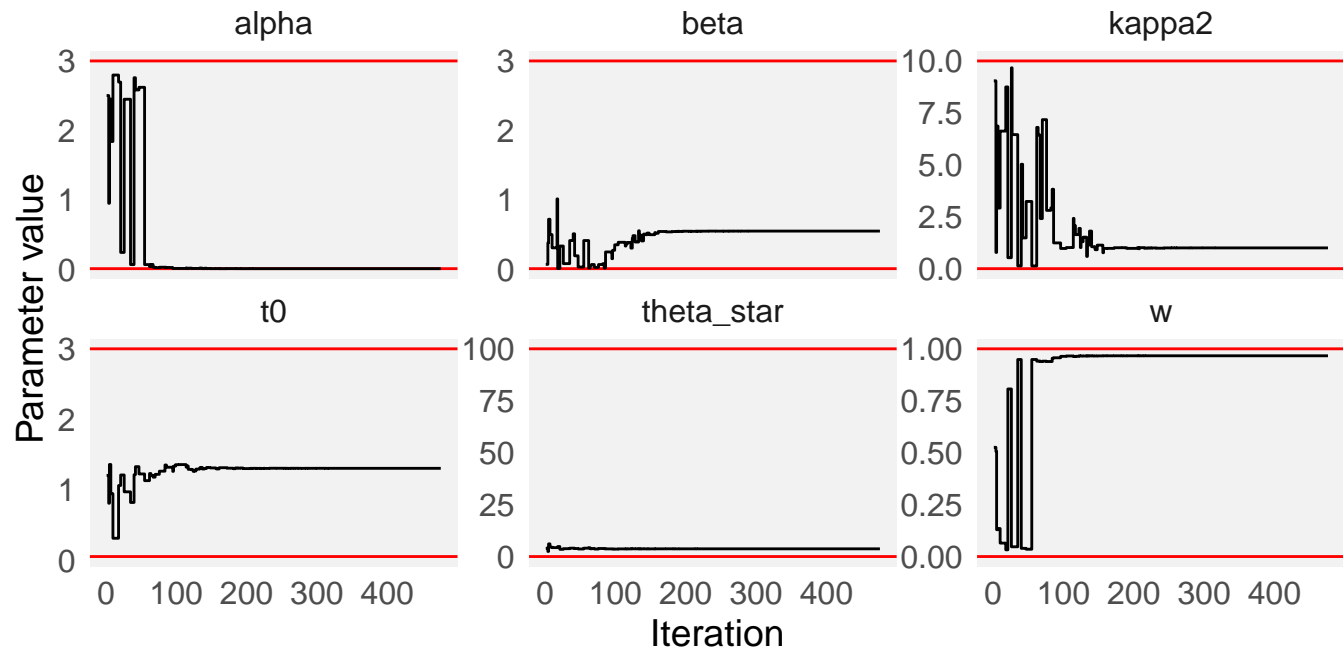 alpha beta kappa2
3 3 10.0
2 2 7.5
1 1 5.0
2.5
0 0 0.0
t0 theta_star w
3 100 1.00
2 75 0.75
1 50 0.50
25 0.25
0 0 0.00
0 100 200 300 400 0 100 200 300 400 0 100 200 300 400
Iteration
Parameter value